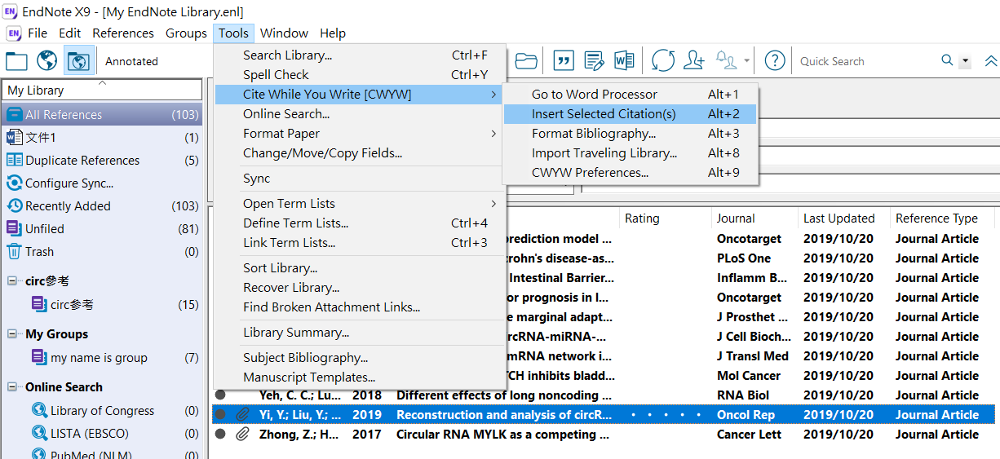 EN EndNote X9 - [My EndNote Library.enl]
EN File Edit References Groups Tools Window Help
Annotated
Quick Search
My Library
All References (103)
文件1 (1)
Duplicate References (5)
Configure Sync...
Recently Added (103)
Unfiled (81)
Trash (0)
circ參考
circ參考 (15)
My Groups
my name is group (7)
Online Search
Library of Congress (0)
LISTA (EBSCO) (0)
PubMed (NLM) (0)
Search Library... Ctrl+F
Spell Check Ctrl+Y
Cite While You Write [CWYW]
Online Search...
Format Paper
Change/Move/Copy Fields...
Sync
Open Term Lists
Define Term Lists... Ctrl+4
Link Term Lists... Ctrl+3
Sort Library...
Recover Library...
Find Broken Attachment Links...
Library Summary...
Subject Bibliography...
Manuscript Templates...
Go to Word Processor Alt+1
Insert Selected Citation(s) Alt+2
Format Bibliography... Alt+3
Import Traveling Library... Alt+8
CWYW Preferences... Alt+9
Rating Journal Last Updated Reference Type
prediction model ... Oncotarget 2019/10/20 Journal Article
rohn's disease-as... PLoS One 2019/10/20 Journal Article
Intestinal Barrier... Inflamm B... 2019/10/20 Journal Article
or prognosis in l... Oncotarget 2019/10/20 Journal Article
e marginal adapt... J Prosthet ... 2019/10/20 Journal Article
ircRNA-miRNA-... J Cell Bioch... 2019/10/20 Journal Article
mRNA network i... J Transl Med 2019/10/20 Journal Article
TCH inhibits bladd... Mol Cancer 2019/10/20 Journal Article
Yeh, C. C.; Lu... 2018 Different effects of long noncoding ... RNA Biol 2019/10/20 Journal Article
Yi, Y.; Liu, Y.; ... 2019 Reconstruction and analysis of circR... Oncol Rep 2019/10/20 Journal Article
Zhong, Z.; H... 2017 Circular RNA MYLK as a competing ... Cancer Lett 2019/10/20 Journal Article